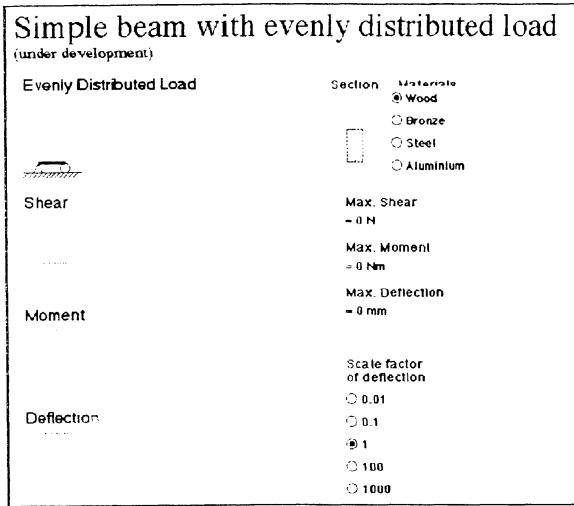 Simple beam with evenly distributed load
(under development)
Evenly Distributed Load
Section Materials
Wood
Bronze
Steel
Aluminium
Shear
Max. Shear
= 0 N
Max. Moment
= 0 Nm
Max. Deflection
= 0 mm
Moment
Scale factor
of deflection
0.01
0.1
1
100
1000
Deflection